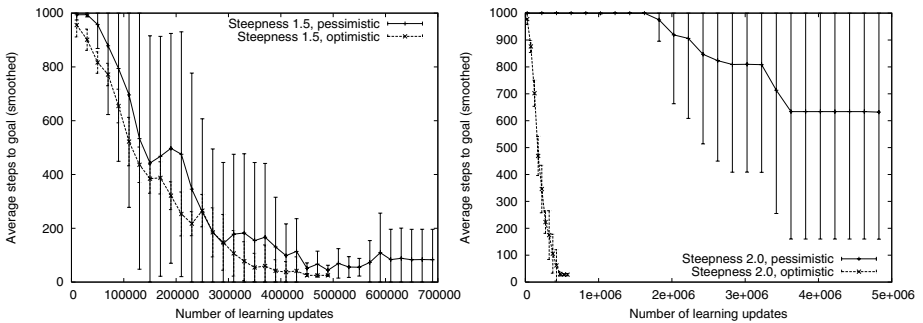 Steepness 1.5, pessimistic
Steepness 1.5, optimistic
1000
800
600
400
200
0
Average steps to goal (smoothed)
0 100000 200000 300000 400000 500000 600000 700000
Number of learning updates
1000
900
800
700
600
500
400
300
200
100
0
Average steps to goal (smoothed)
Steepness 2.0, pessimistic
Steepness 2.0, optimistic
0 1e+006 2e+006 3e+006 4e+006 5e+006
Number of learning updates